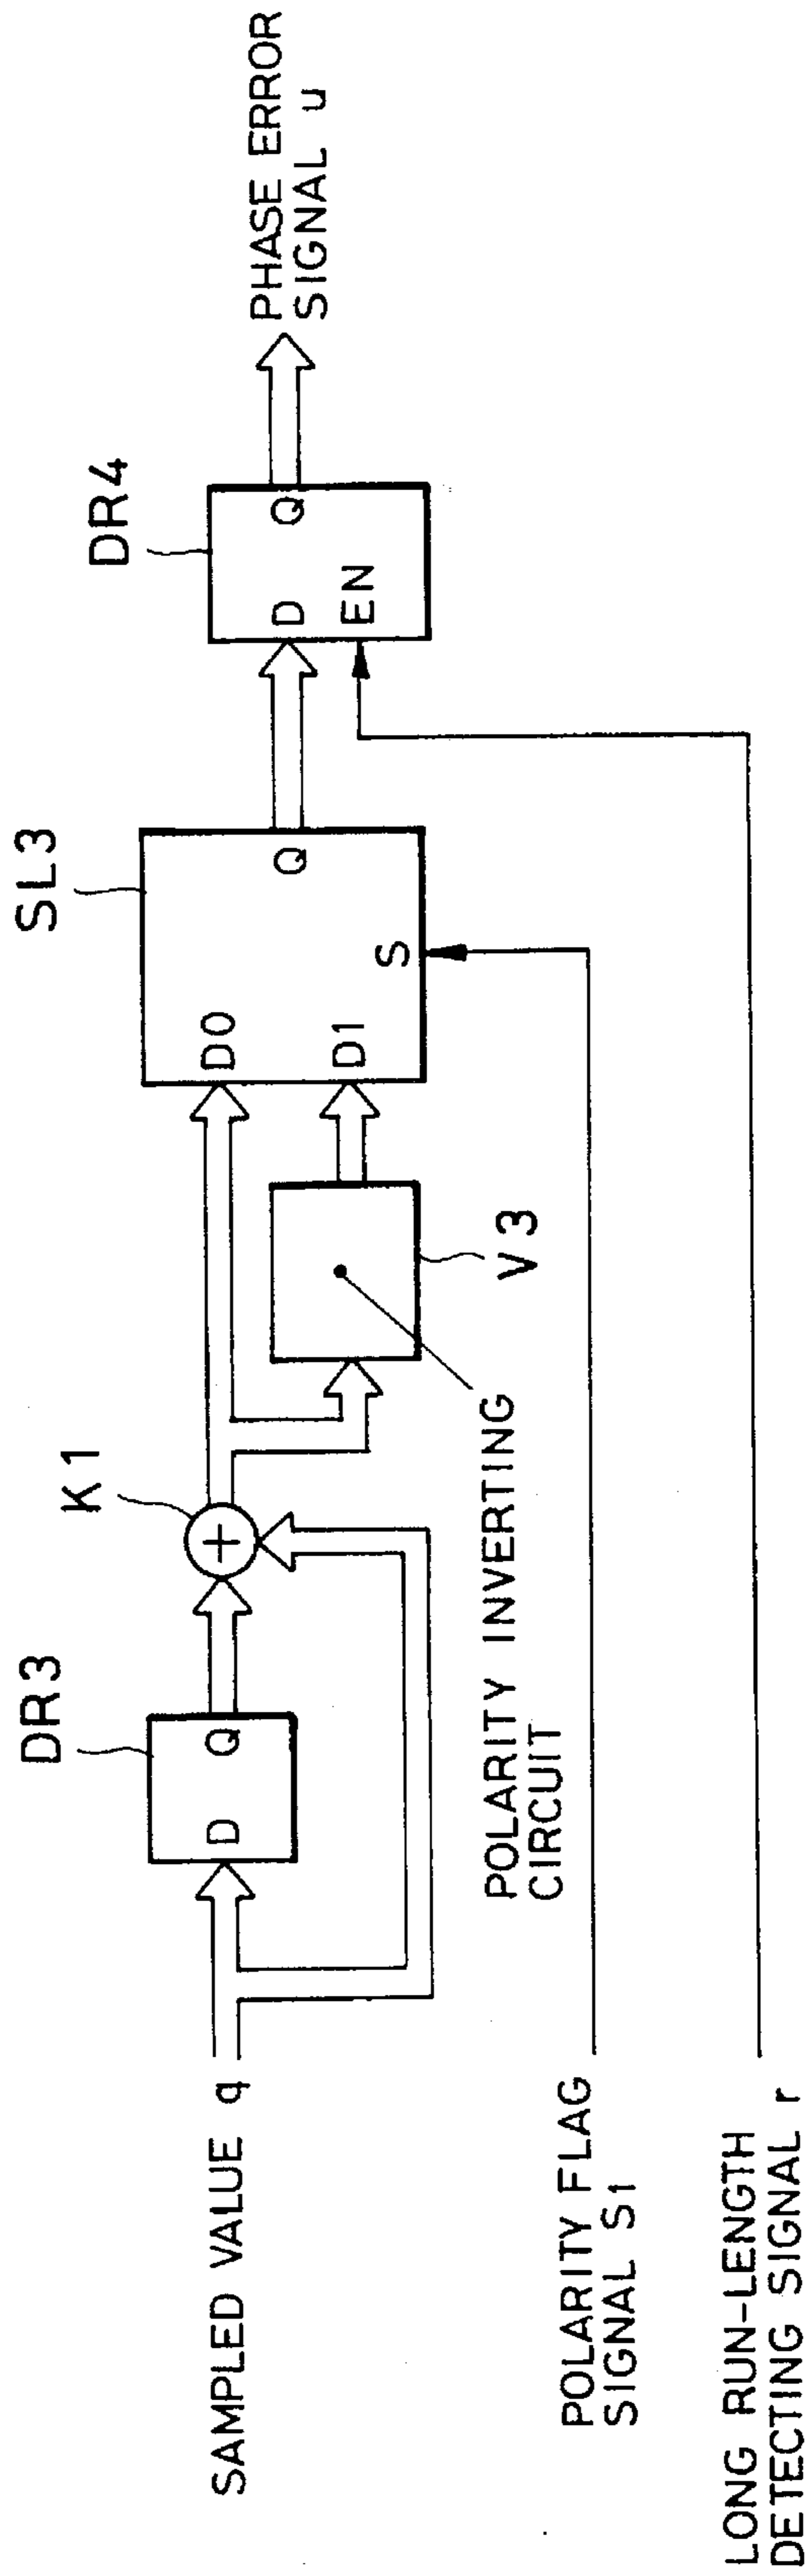 SAMPLED VALUE q
DR3
D
Q
K1
+
POLARITY INVERTING
CIRCUIT
V3
SL3
D0
D1
S
Q
DR4
D
EN
Q
PHASE ERROR
SIGNAL u
POLARITY FLAG
SIGNAL S1
LONG RUN-LENGTH
DETECTING SIGNAL r